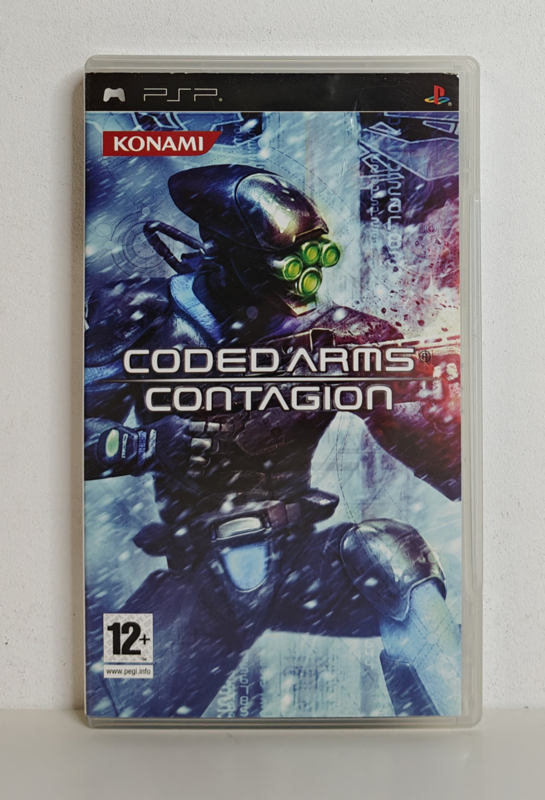 PSP
KONAMI
CODED ARMS®
CONTAGION
12+
www.pegi.info